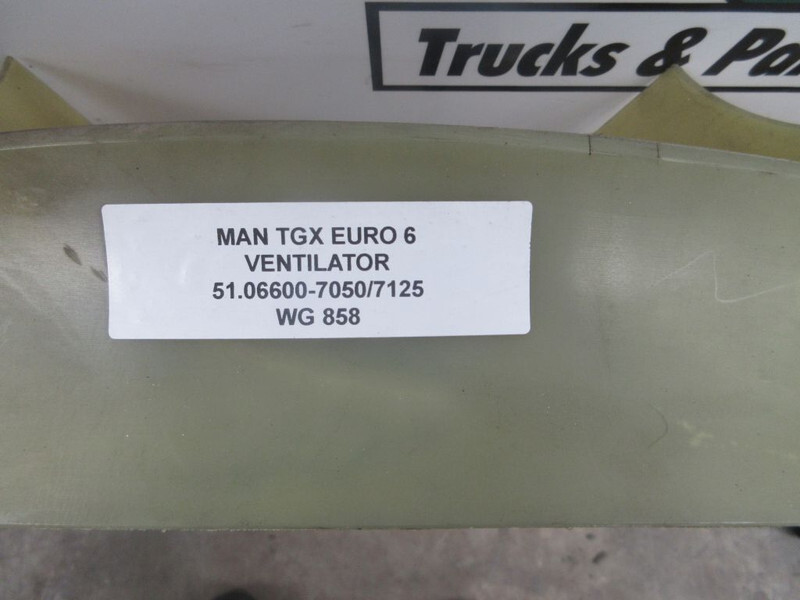 Trucks &
MAN TGX EURO 6
VENTILATOR
51.06600-7050/7125
WG 858